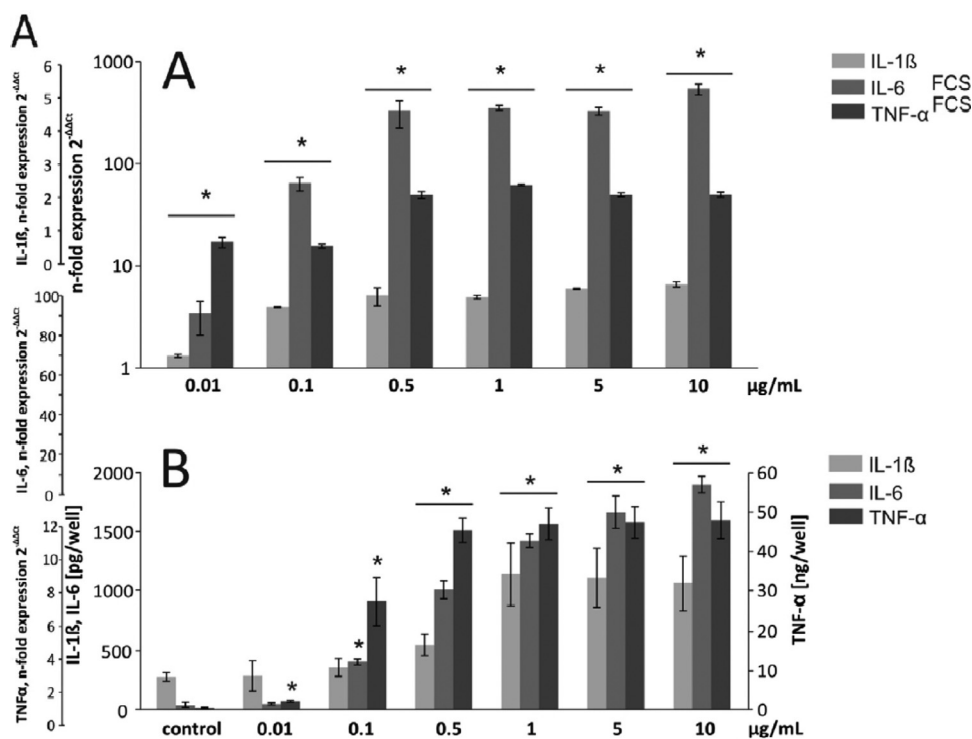 A
A
IL-1ß, n-fold expression 2^-ΔΔCt
6
5
4
3
2
1
0
IL-6, n-fold expression 2^-ΔΔCt
100
90
80
70
60
50
40
30
20
10
0
TNFα, n-fold expression 2^-ΔΔCt
12
10
8
6
4
2
0
n-fold expression 2^-ΔΔCt
1000
100
10
1
* * * * * *
0.01 0.1 0.5 1 5 10 µg/mL
IL-1ß
IL-6 FCS
TNF-α FCS
B
IL-1ß, IL-6 [pg/well]
2000
1500
1000
500
0
* * * * * * *
control 0.01 0.1 0.5 1 5 10 µg/mL
TNF-α [ng/well]
60
50
40
30
20
10
0
IL-1ß
IL-6
TNF-α